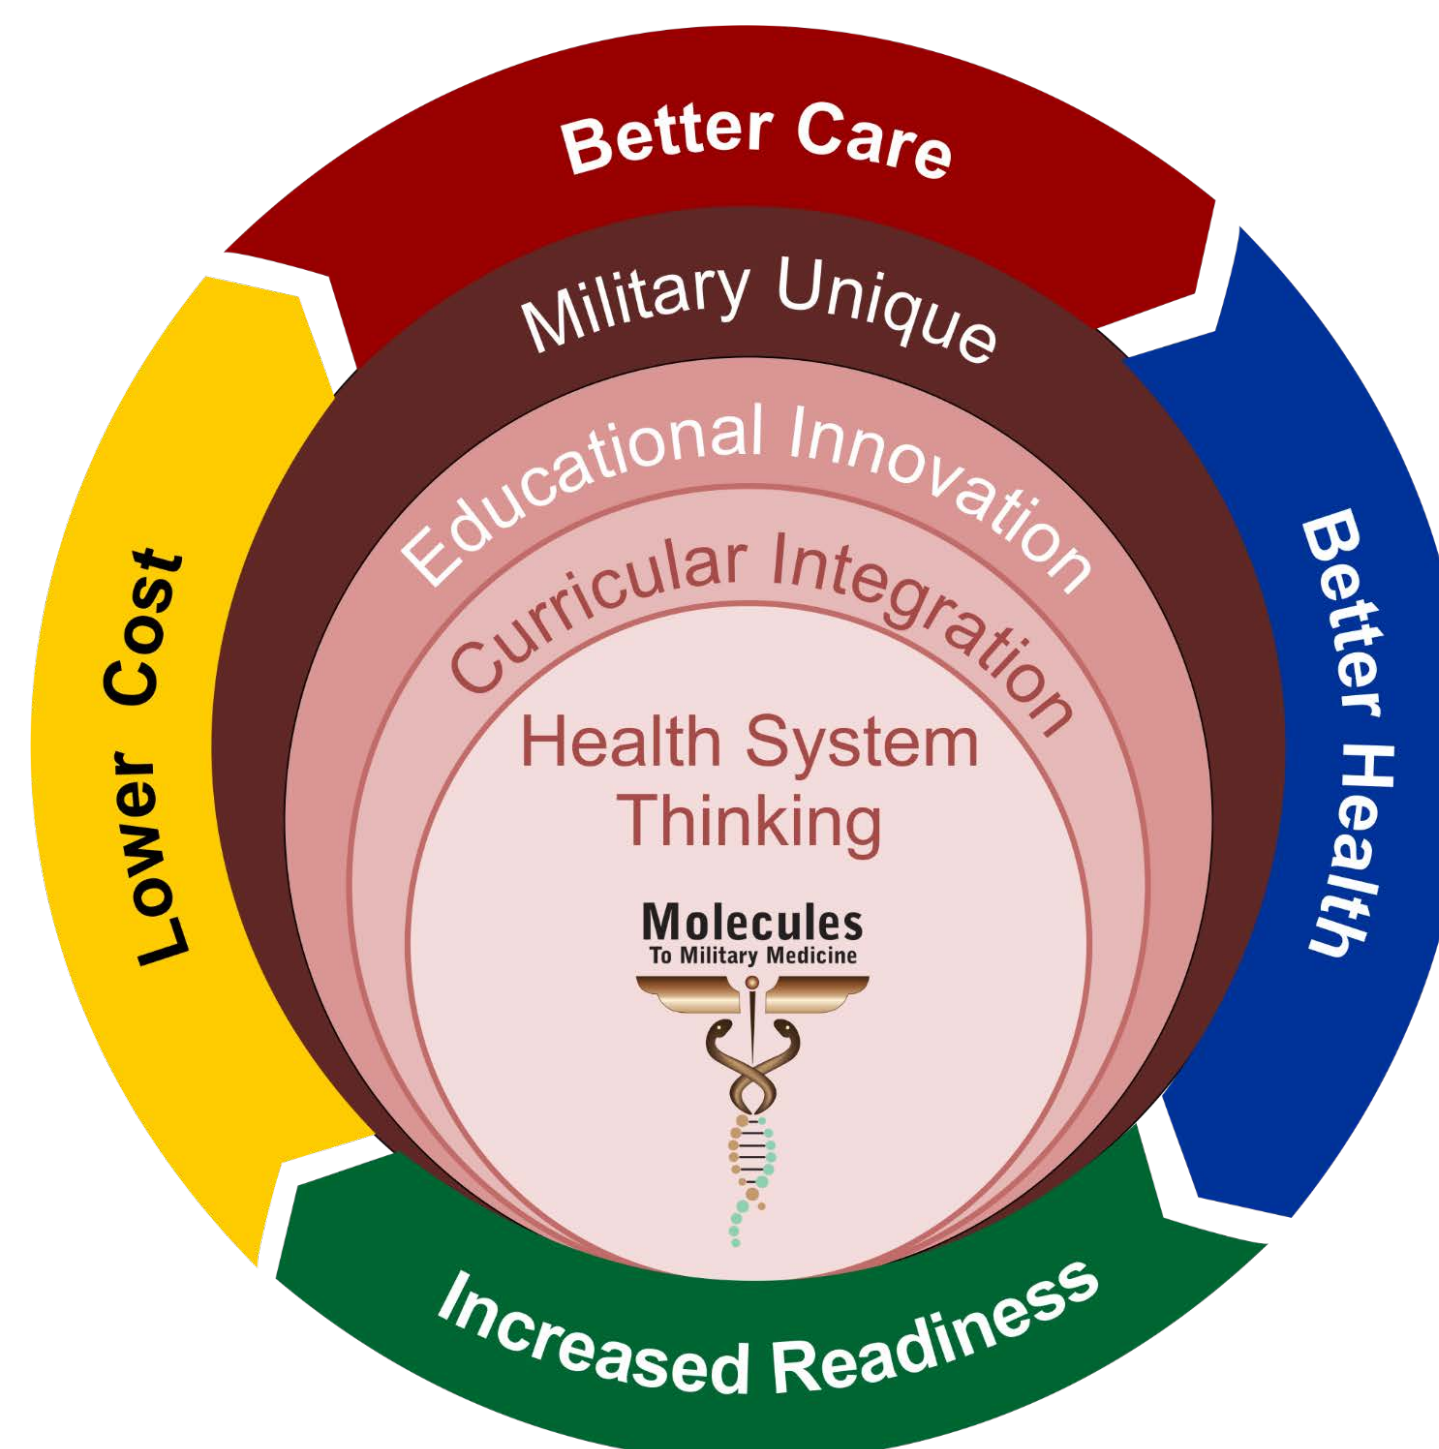 Better Care
Military Unique
Educational Innovation
Curricular Integration
Health System
Thinking
Molecules
To Military Medicine
Lower Cost
Better Health
Increased Readiness